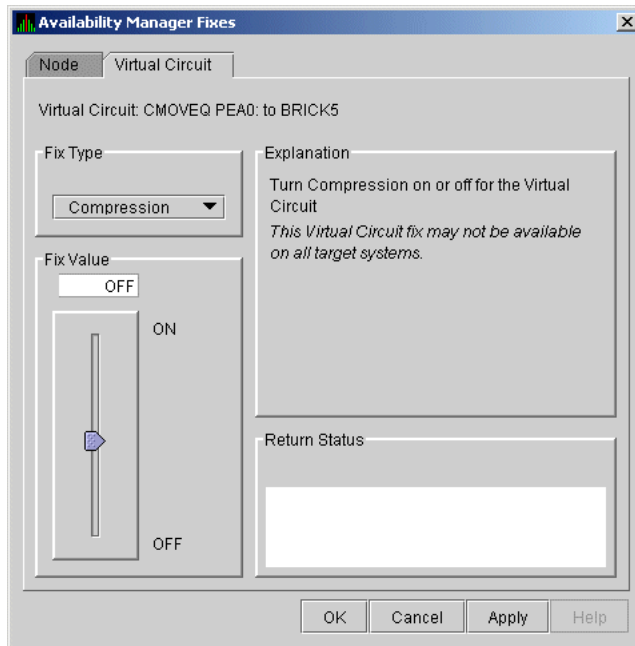 Availability Manager Fixes
Node
Virtual Circuit
Virtual Circuit: CMOVEQ PEA0: to BRICK5
Fix Type
Compression
Explanation
Turn Compression on or off for the Virtual
Circuit
This Virtual Circuit fix may not be available
on all target systems.
Fix Value
OFF
ON
OFF
Return Status
OK
Cancel
Apply
Help